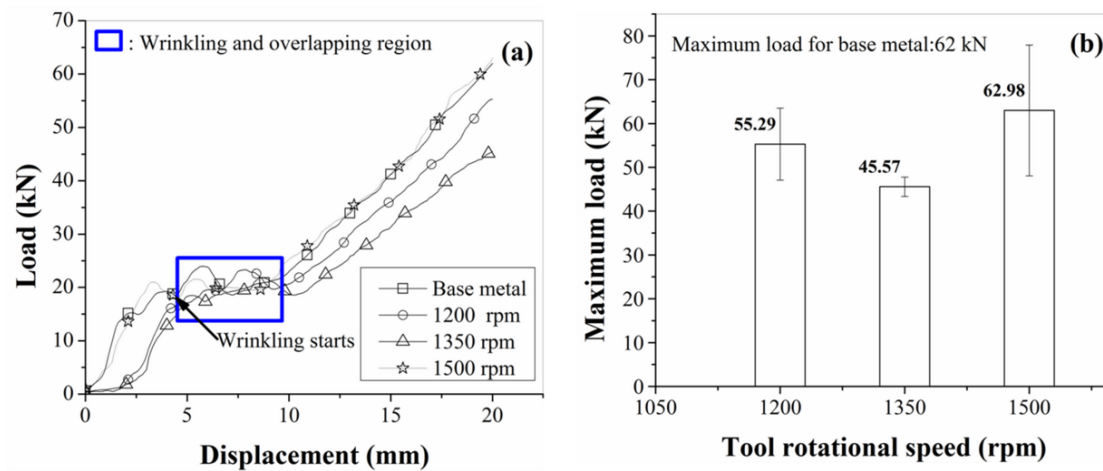 70
60
50
40
30
20
10
0
Load (kN)
: Wrinkling and overlapping region
(a)
Wrinkling starts
Base metal
1200 rpm
1350 rpm
1500 rpm
0 5 10 15 20
Displacement (mm)
80
70
60
50
40
30
20
10
0
Maximum load (kN)
Maximum load for base metal:62 kN
(b)
55.29
45.57
62.98
1050 1200 1350 1500
Tool rotational speed (rpm)